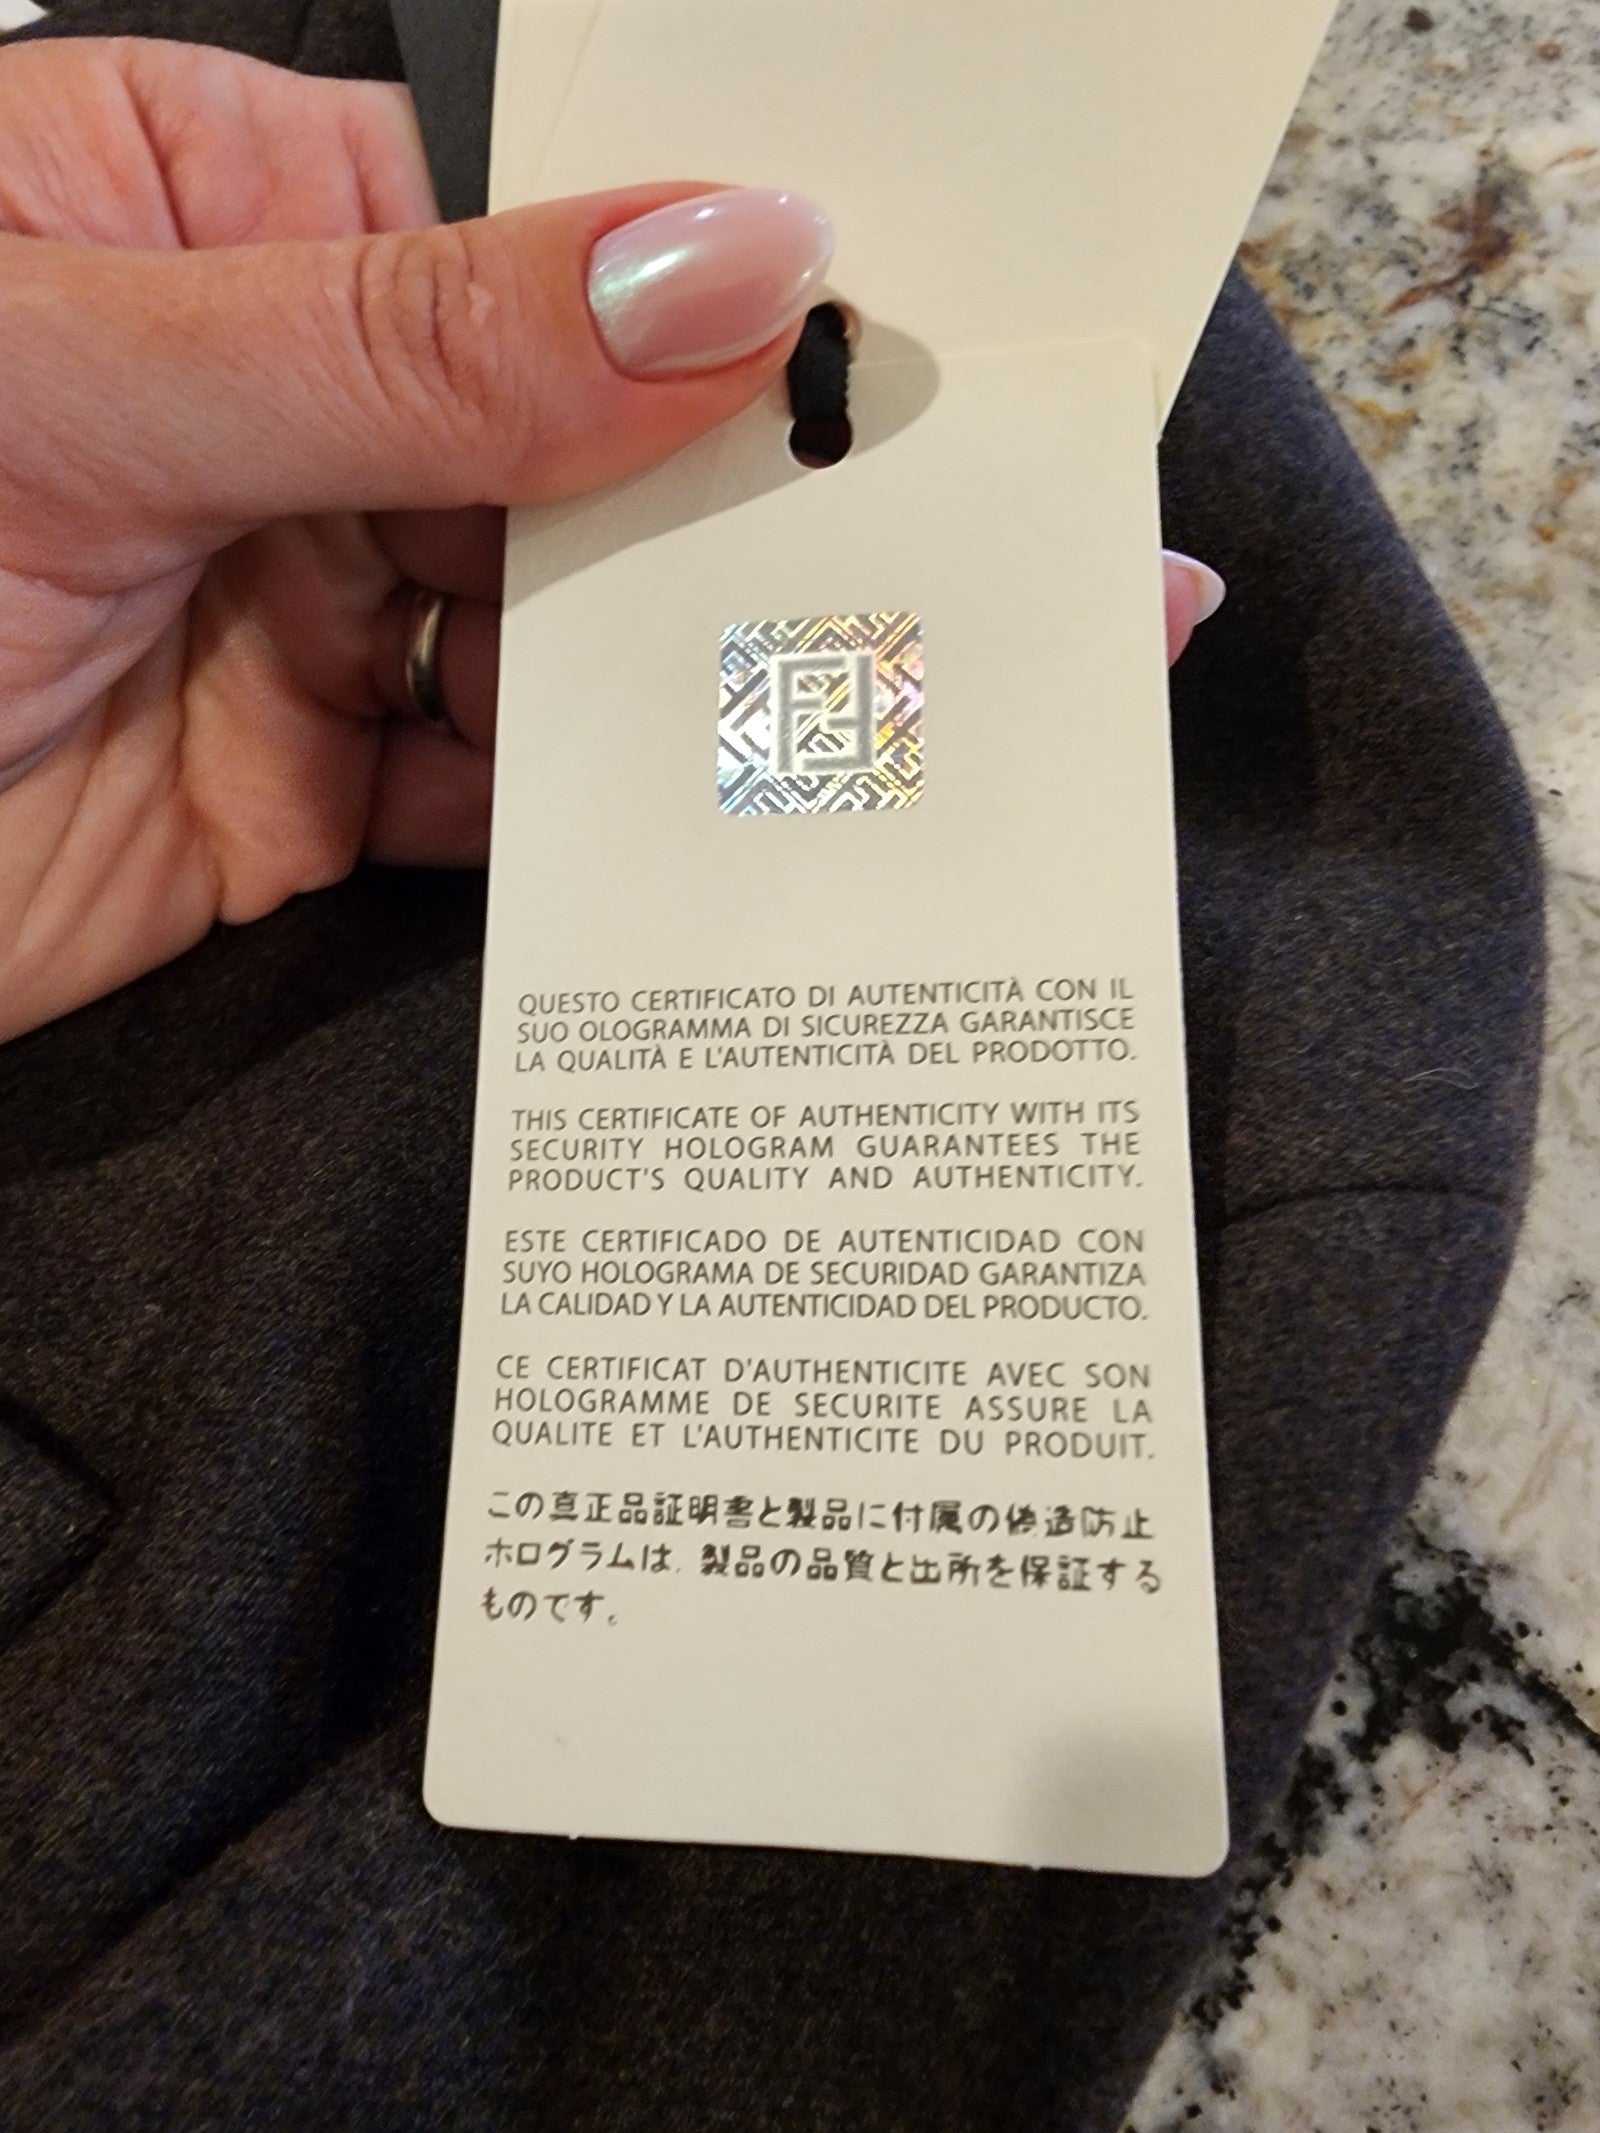 QUESTO CERTIFICATO DI AUTENTICITÀ CON IL
SUO OLOGRAMMA DI SICUREZZA GARANTISCE
LA QUALITÀ E L'AUTENTICITÀ DEL PRODOTTO.
THIS CERTIFICATE OF AUTHENTICITY WITH ITS
SECURITY HOLOGRAM GUARANTEES THE
PRODUCT'S QUALITY AND AUTHENTICITY.
ESTE CERTIFICADO DE AUTENTICIDAD CON
SUYO HOLOGRAMA DE SECURIDAD GARANTIZA
LA CALIDAD Y LA AUTENTICIDAD DEL PRODUCTO.
CE CERTIFICAT D'AUTHENTICITE AVEC SON
HOLOGRAMME DE SECURITE ASSURE LA
QUALITE ET L'AUTHENTICITE DU PRODUIT.
この真正品証明書と製品に付属の偽造防止
ホログラムは、製品の品質と出所を保証する
ものです。